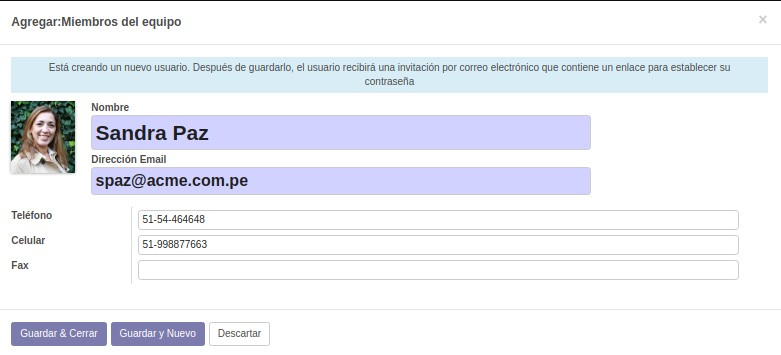 Agregar:Miembros del equipo
×
Está creando un nuevo usuario. Después de guardarlo, el usuario recibirá una invitación por correo electrónico que contiene un enlace para establecer su
contraseña
Nombre
Sandra Paz
Dirección Email
spaz@acme.com.pe
Teléfono 51-54-464648
Celular 51-998877663
Fax
Guardar & Cerrar Guardar y Nuevo Descartar